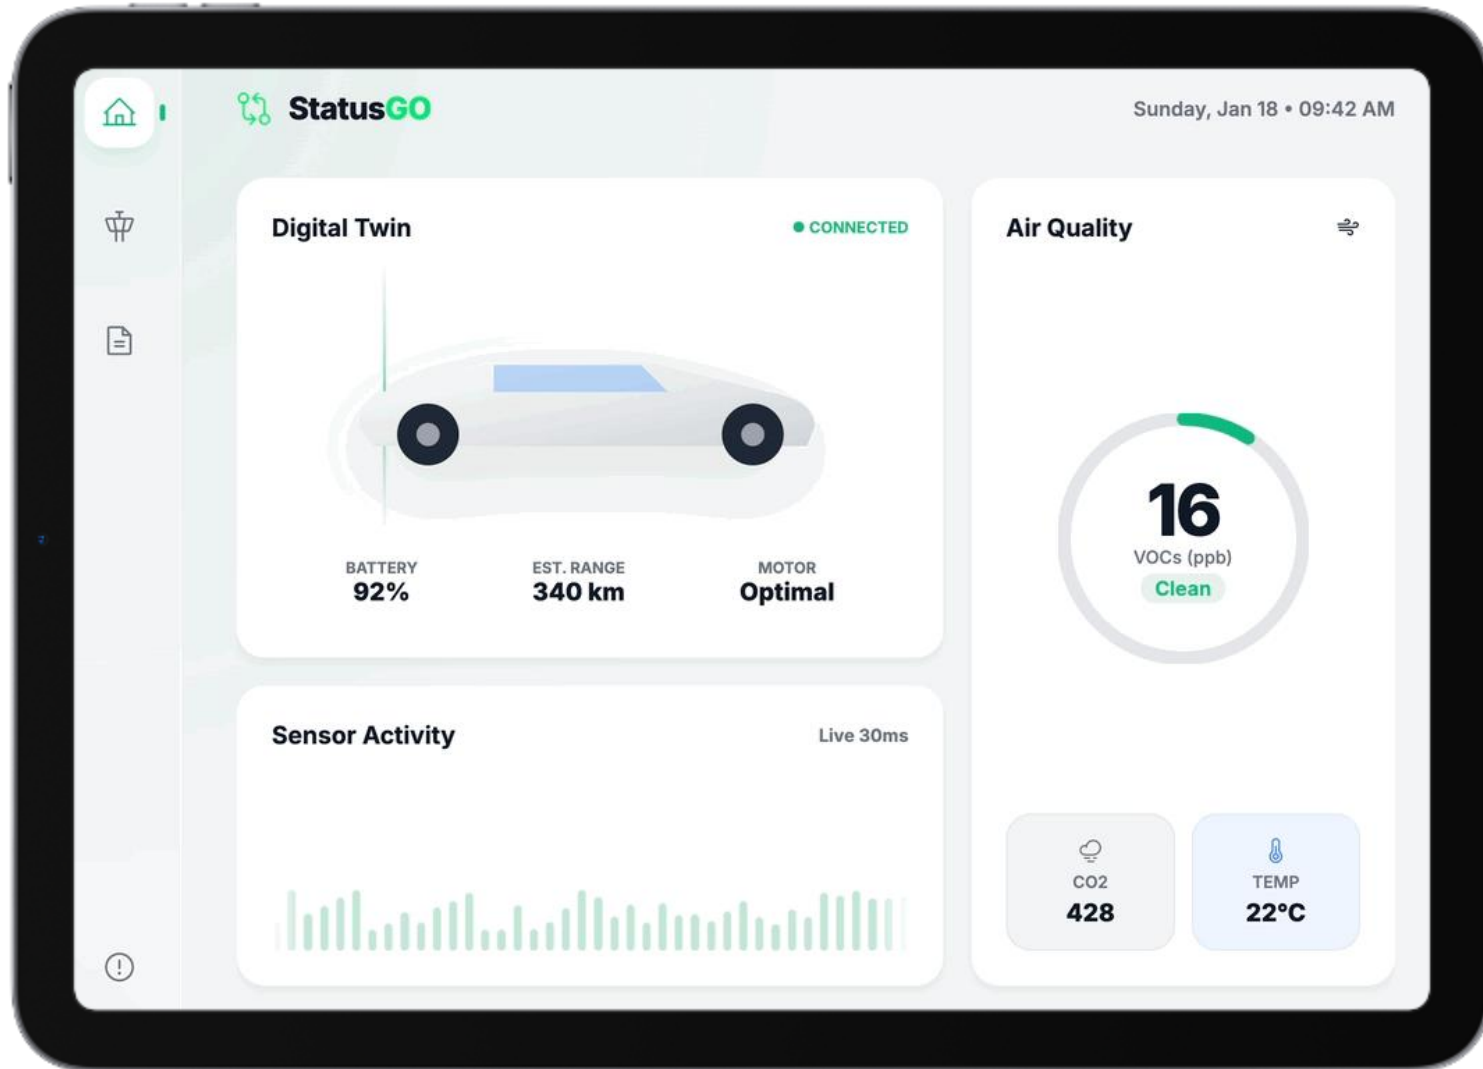 StatusGO
Sunday, Jan 18 • 09:42 AM
Digital Twin
CONNECTED
BATTERY
92%
EST. RANGE
340 km
MOTOR
Optimal
Sensor Activity
Live 30ms
Air Quality
16
VOCs (ppb)
Clean
CO2
428
TEMP
22°C